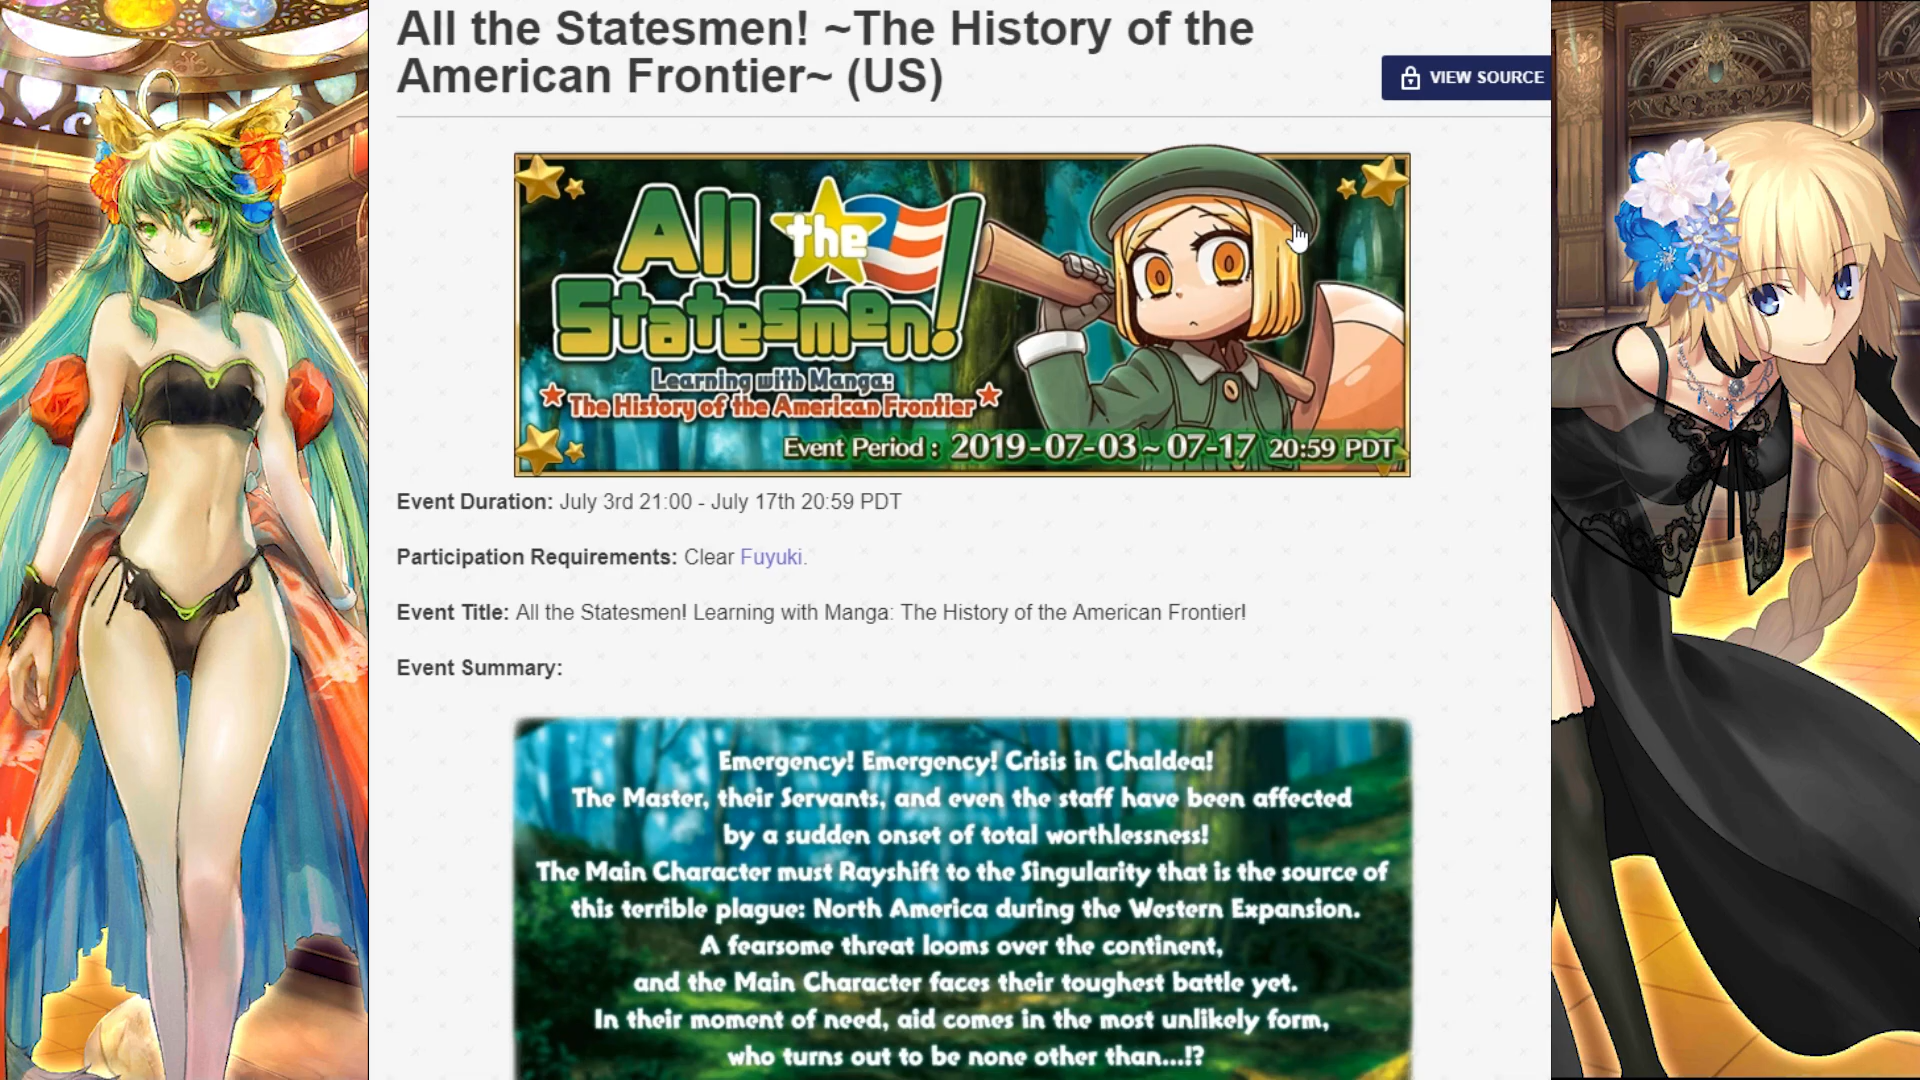 All the Statesmen! ~The History of the
American Frontier~ (US)
VIEW SOURCE
All the
Statesmen!
Learning with Manga:
The History of the American Frontier
Event Period : 2019-07-03~07-17 20:59 PDT
Event Duration: July 3rd 21:00 - July 17th 20:59 PDT
Participation Requirements: Clear Fuyuki.
Event Title: All the Statesmen! Learning with Manga: The History of the American Frontier!
Event Summary:
Emergency! Emergency! Crisis in Chaldea!
The Master, their Servants, and even the staff have been affected
by a sudden onset of total worthlessness!
The Main Character must Rayshift to the Singularity that is the source of
this terrible plague: North America during the Western Expansion.
A fearsome threat looms over the continent,
and the Main Character faces their toughest battle yet.
In their moment of need, aid comes in the most unlikely form,
who turns out to be none other than...!?